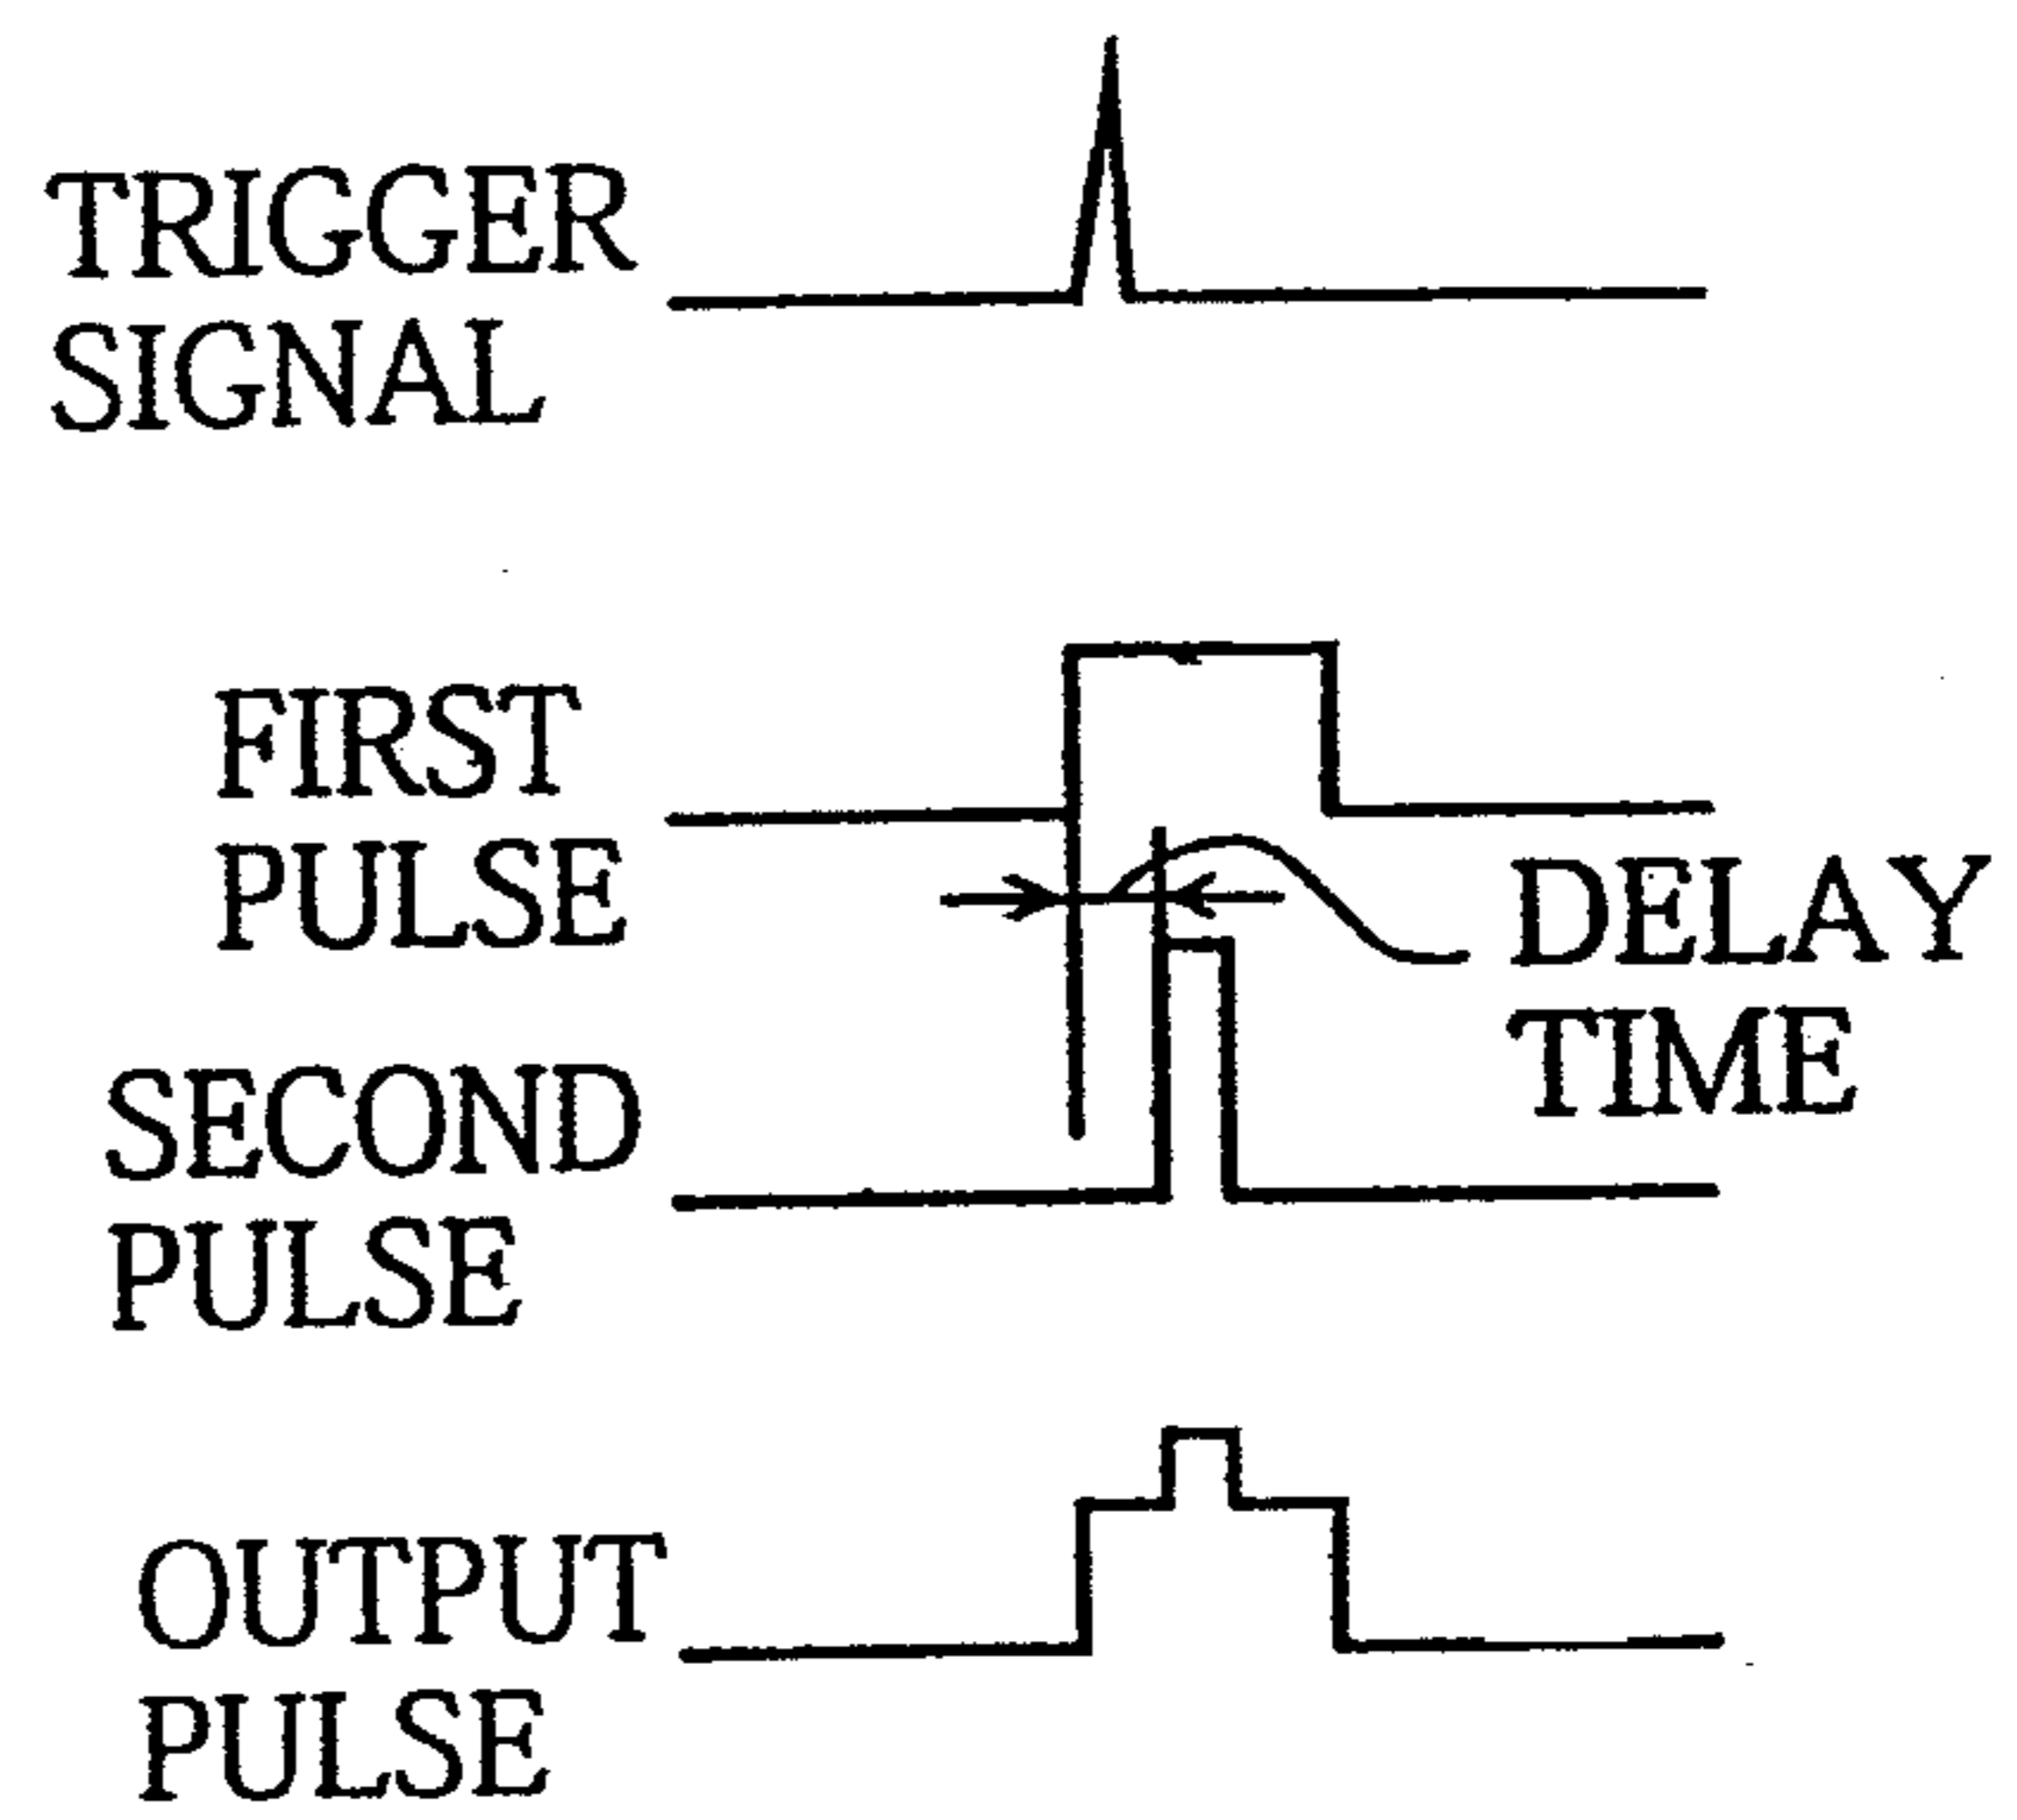 TRIGGER
SIGNAL
FIRST
PULSE
DELAY
TIME
SECOND
PULSE
OUTPUT
PULSE